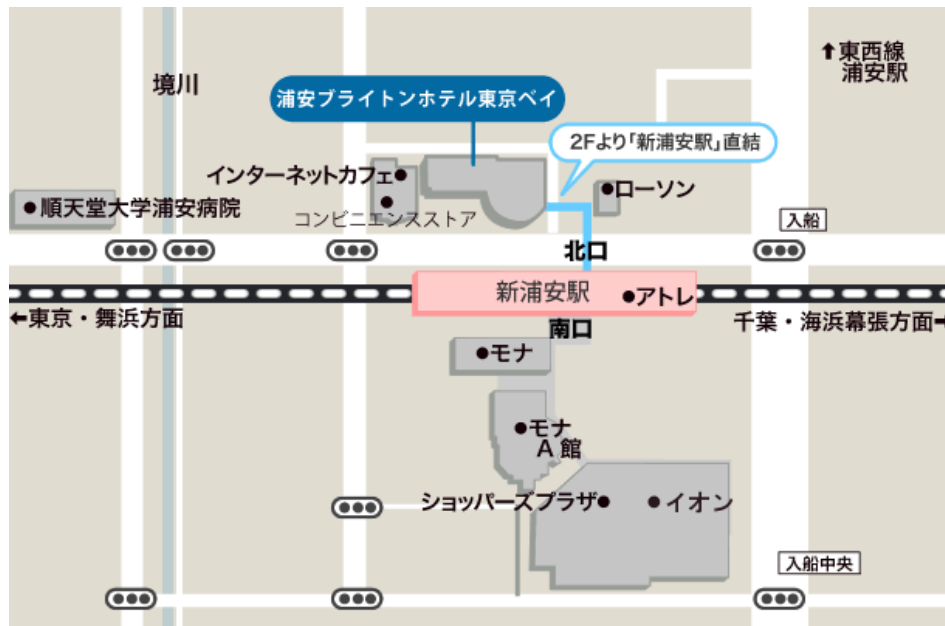 ↑東西線
浦安駅
境川
浦安ブライトンホテル東京ベイ
2Fより「新浦安駅」直結
インターネットカフェ
ローソン
順天堂大学浦安病院
コンビニエンスストア
入船
北口
新浦安駅
アトレ
←東京・舞浜方面
千葉・海浜幕張方面→
南口
モナ
モナ
A館
ショッパーズプラザ
イオン
入船中央